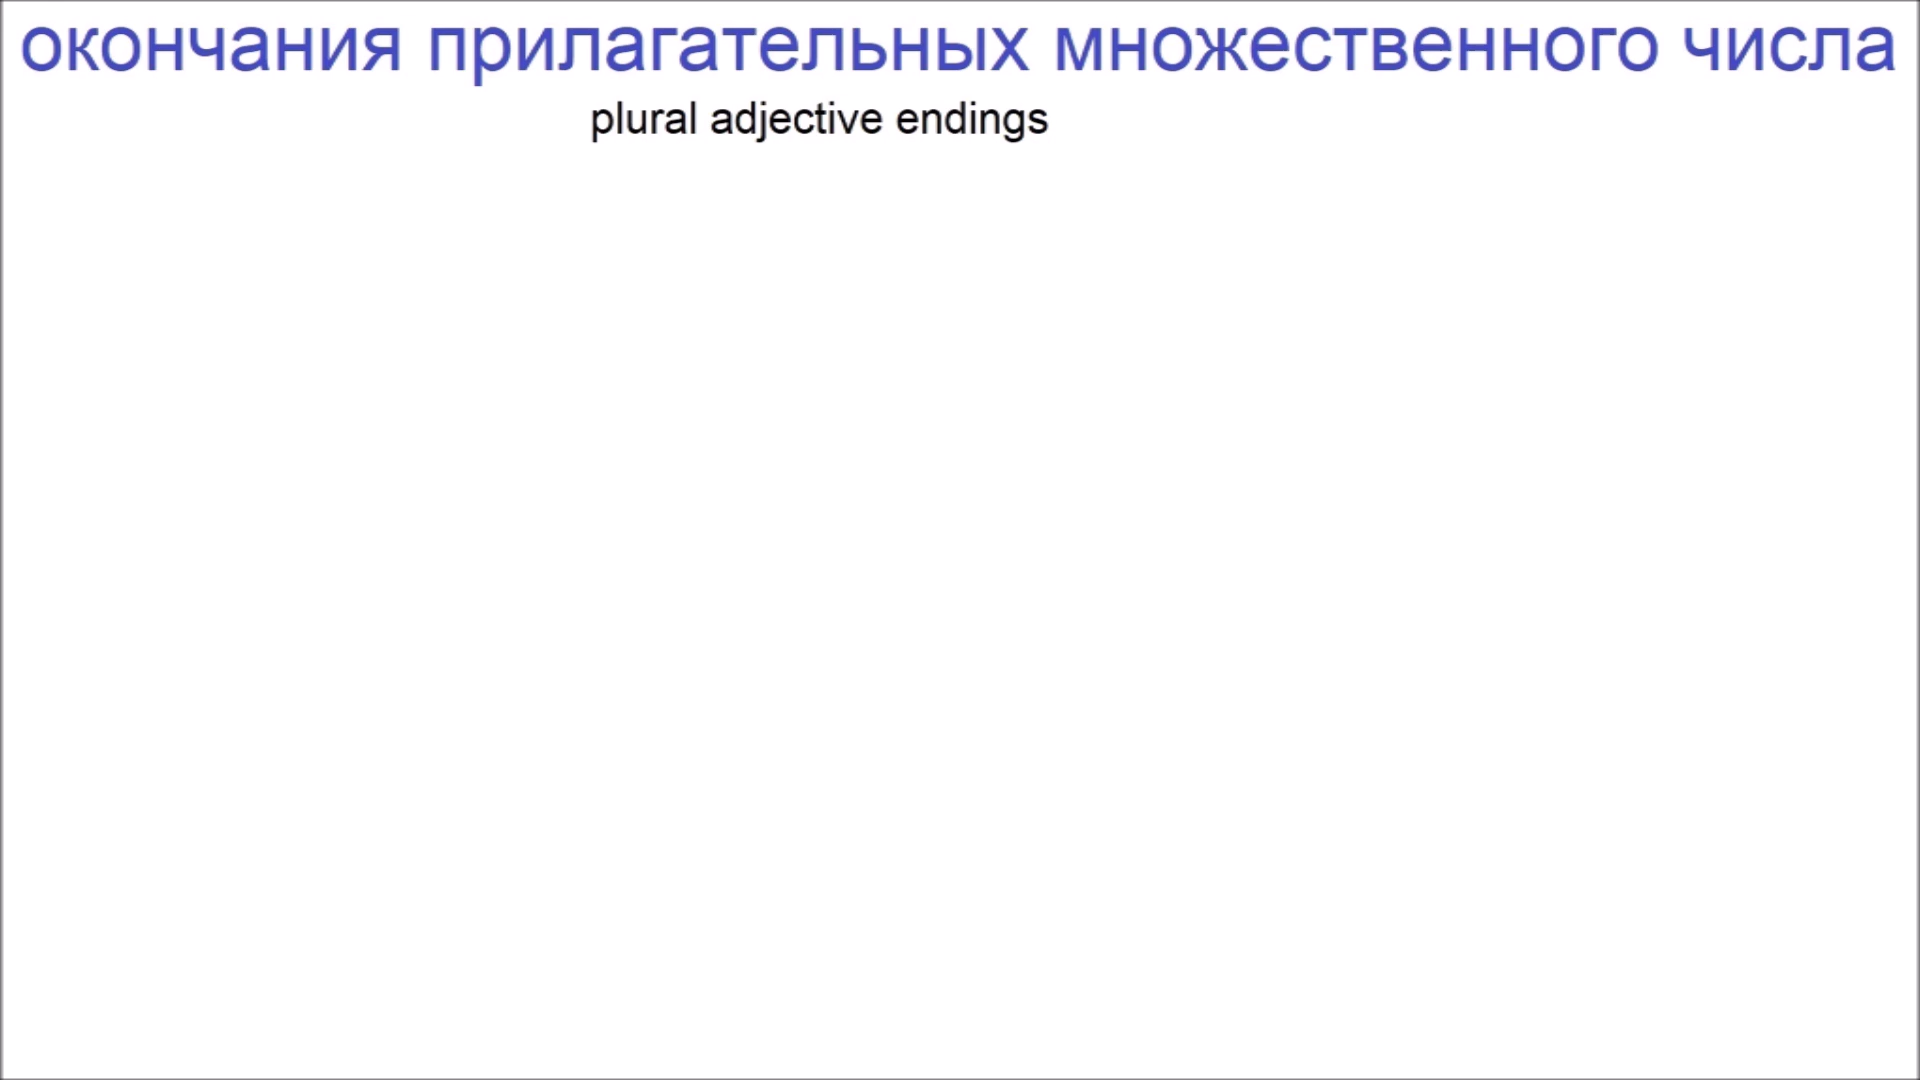 окончания прилагательных множественного числа
plural adjective endings